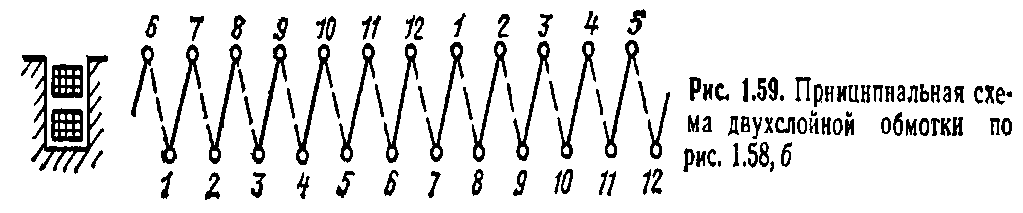 6 7 8 9 10 11 12 1 2 3 4 5
Рис. 1.59. Принципиальная схе-
ма двухслойной обмотки по
рис. 1.58, б
1 2 3 4 5 6 7 8 9 10 11 12